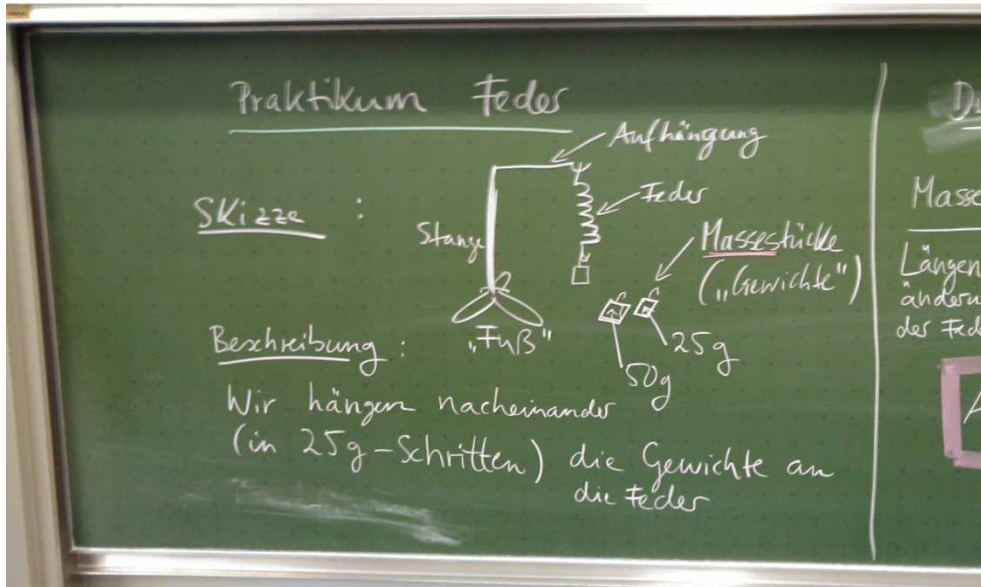 Praktikum Feder
Skizze :
Aufhängung
Feder
Stange
Massestücke
(„Gewichte")
„Fuß"
50g
25g
Beschreibung :
Wir hängen nacheinander
(in 25g-Schritten) die Gewichte an
die Feder
Masse
Längen
änderu
der Fed